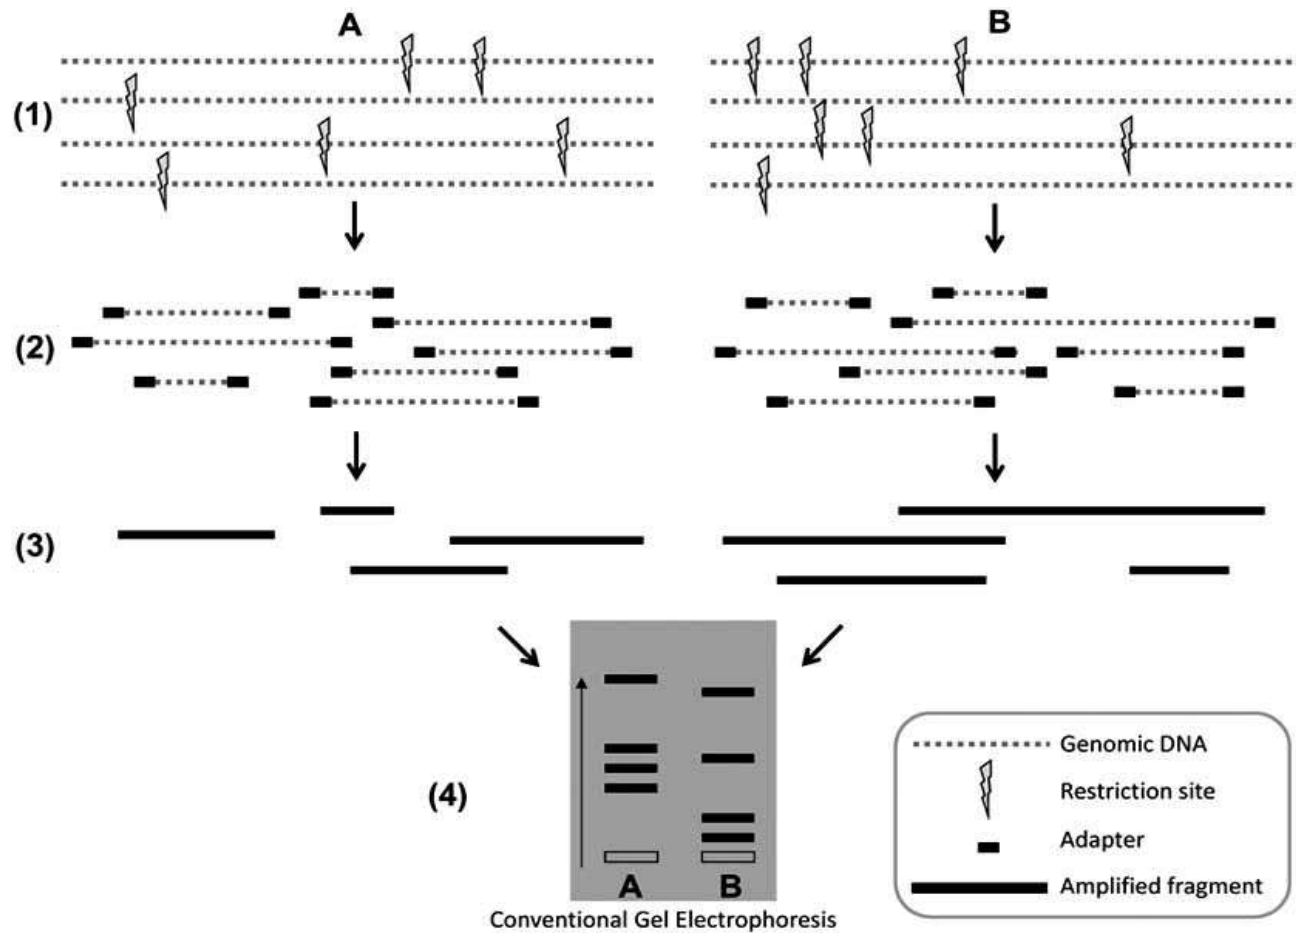 A
B
(1)
(2)
(3)
(4)
A
B
Conventional Gel Electrophoresis
Genomic DNA
Restriction site
Adapter
Amplified fragment